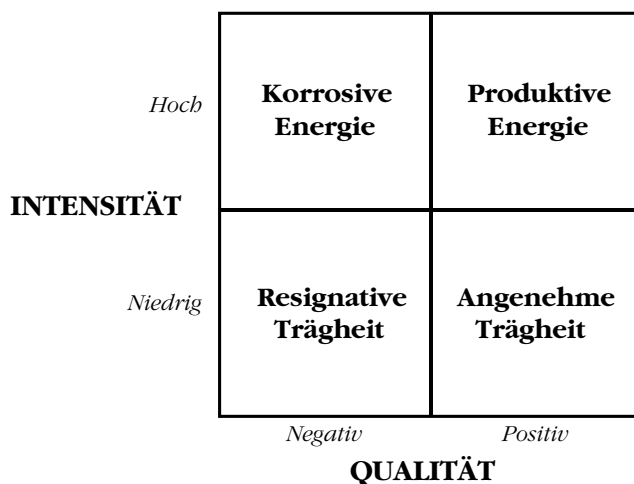 Hoch
Korrosive
Energie
Produktive
Energie
INTENSITÄT
Niedrig
Resignative
Trägheit
Angenehme
Trägheit
Negativ
Positiv
QUALITÄT